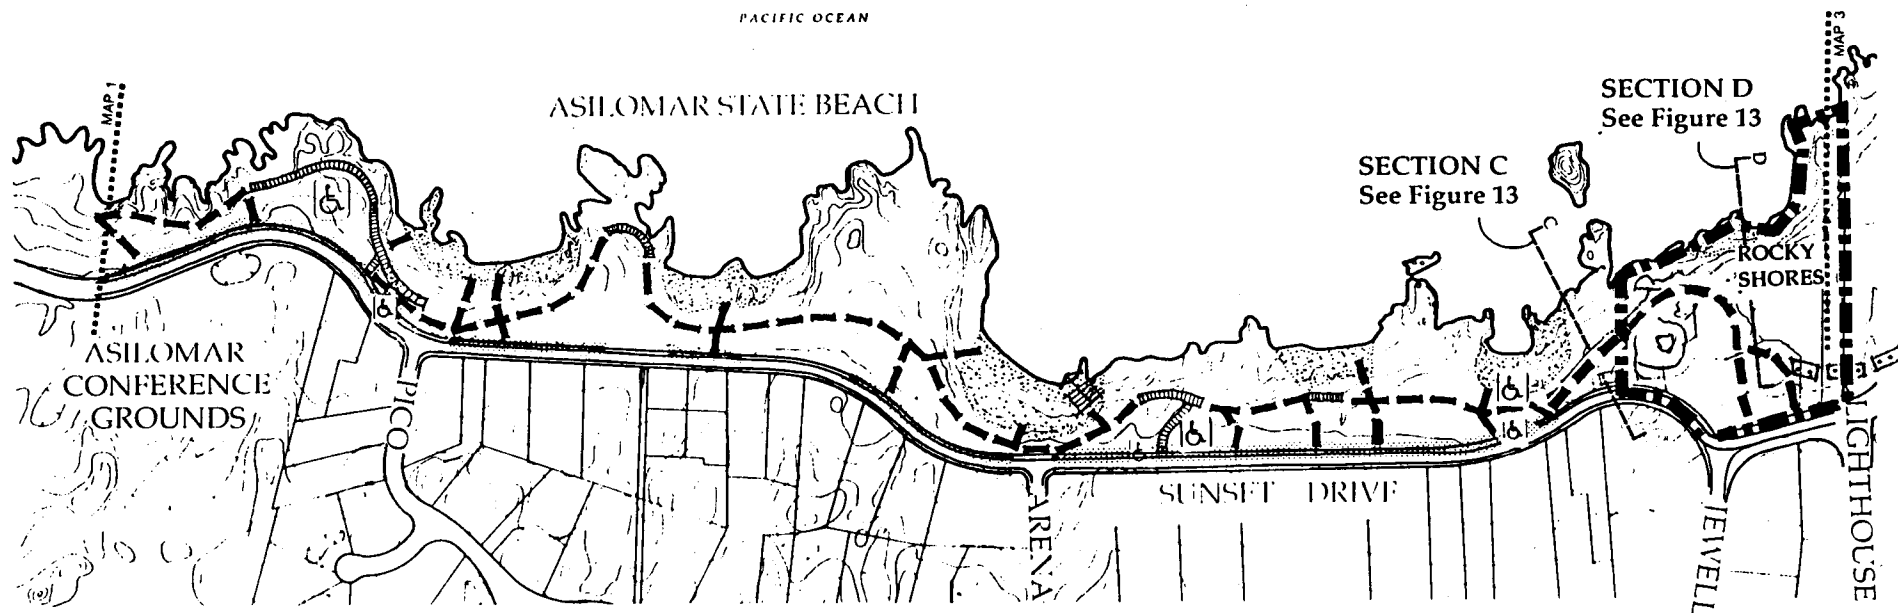 PACIFIC OCEAN
MAP 3
MAP 1
ASILOMAR STATE BEACH
SECTION D
See Figure 13
D
SECTION C
See Figure 13
C
ROCKY
SHORES
ASILOMAR
CONFERENCE
GROUNDS
PICO
SUNSET DRIVE
ARENA
JEWELL
LIGHTHOUSE